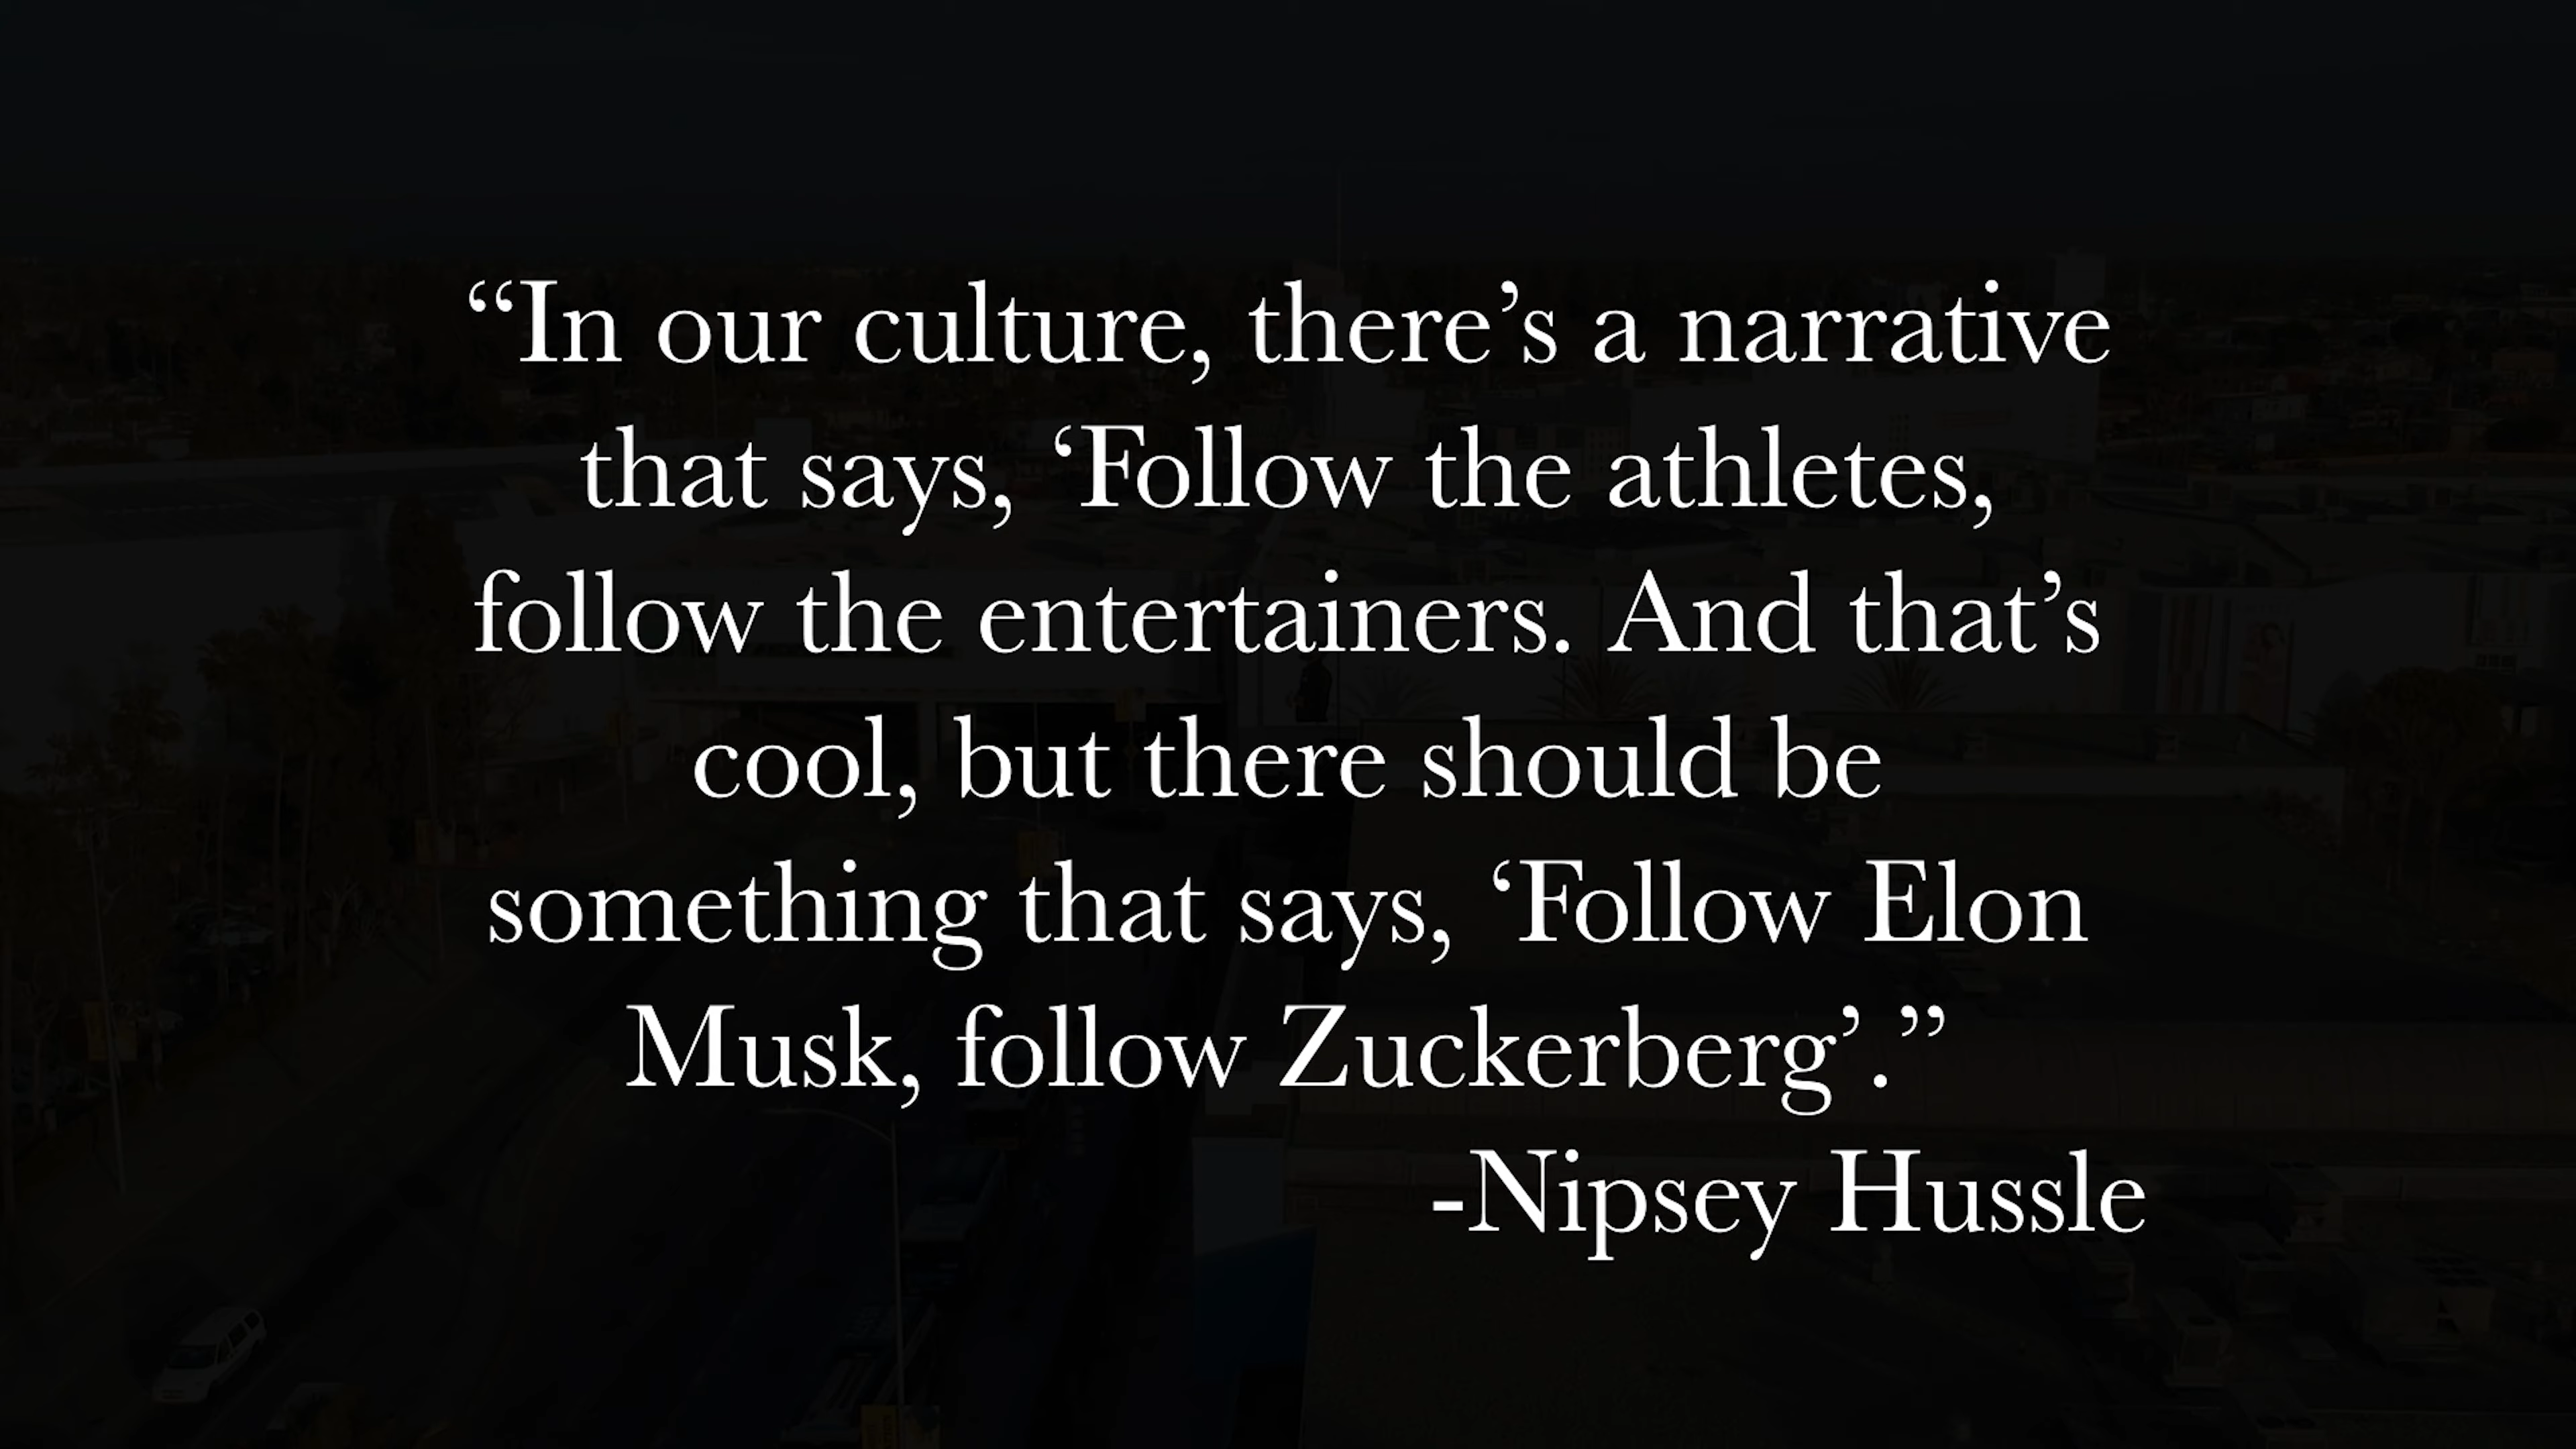 “In our culture, there’s a narrative
that says, ‘Follow the athletes,
follow the entertainers. And that’s
cool, but there should be
something that says, ‘Follow Elon
Musk, follow Zuckerberg’.”
-Nipsey Hussle